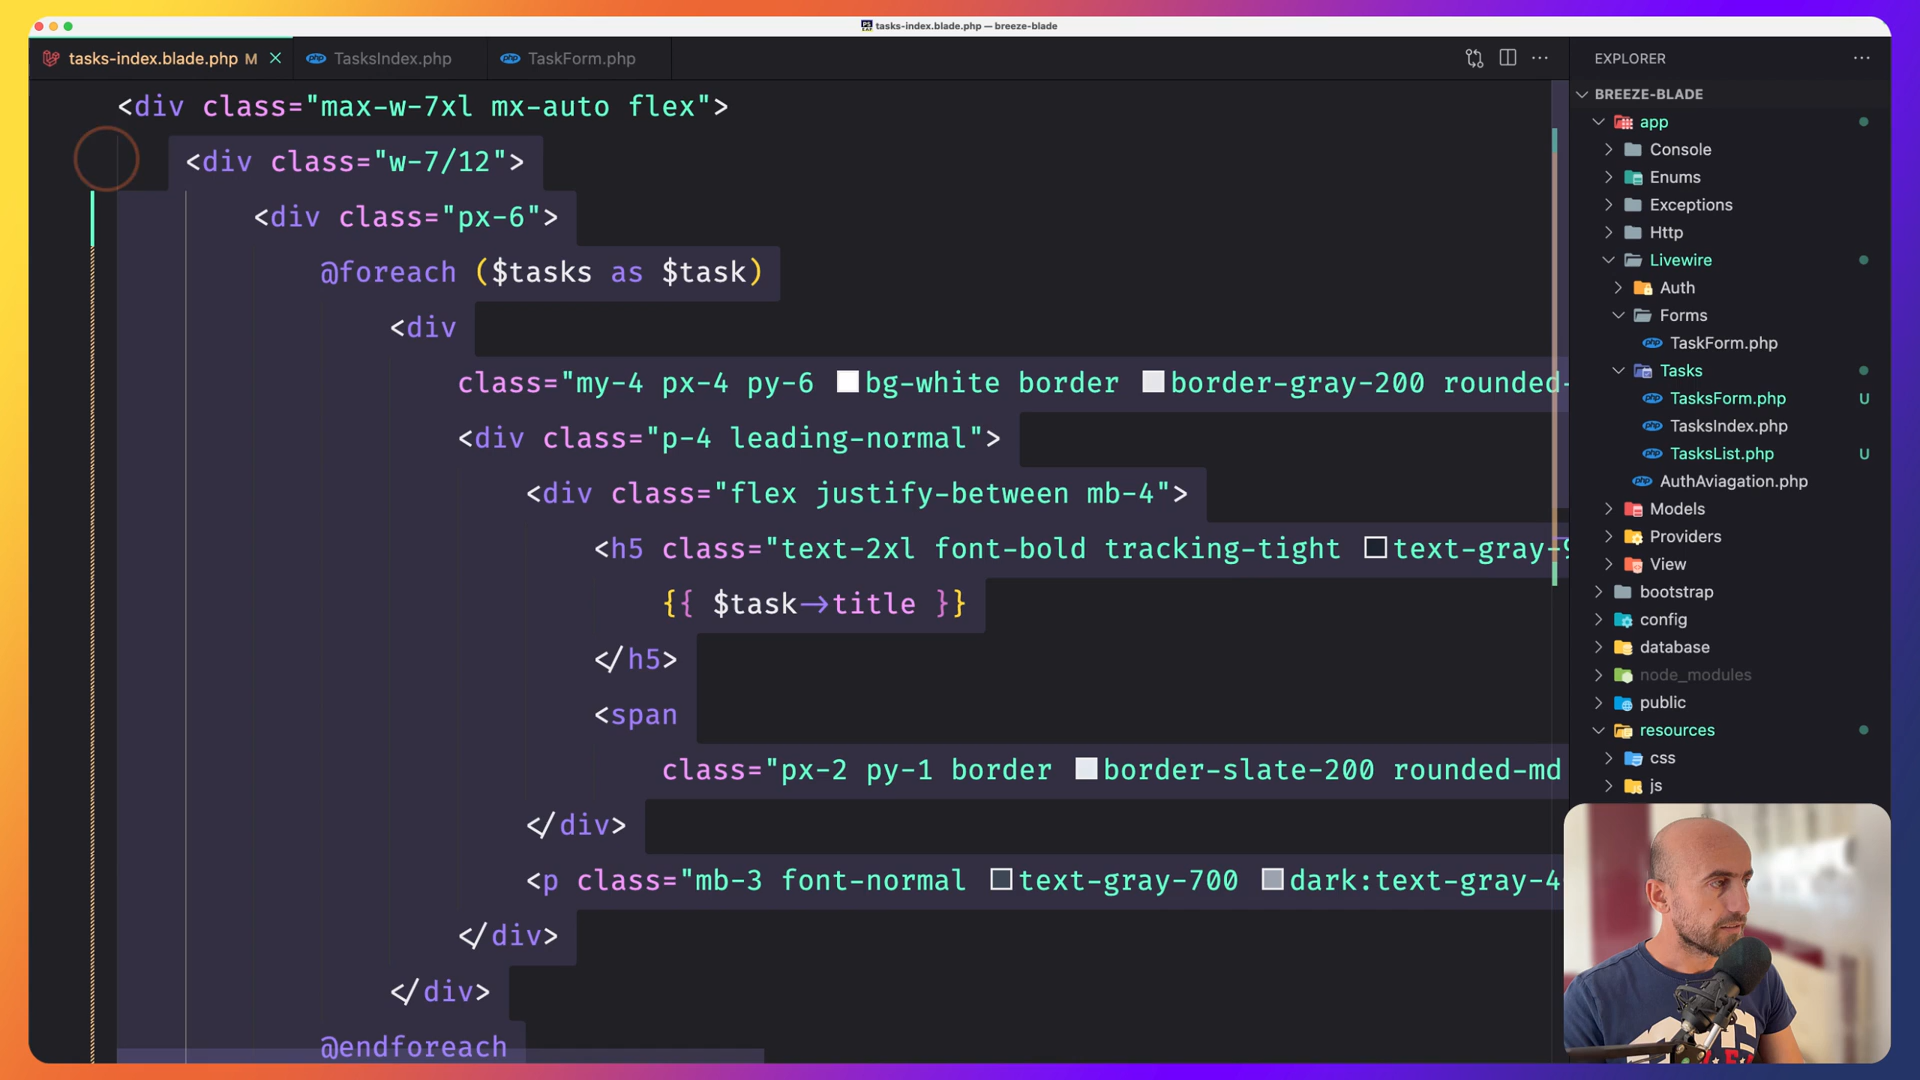 tasks-index.blade.php — breeze-blade
tasks-index.blade.php M
TasksIndex.php
TaskForm.php
<div class="max-w-7xl mx-auto flex">
<div class="w-7/12">
<div class="px-6">
@foreach ($tasks as $task)
<div
class="my-4 px-4 py-6 bg-white border border-gray-200 rounded-
<div class="p-4 leading-normal">
<div class="flex justify-between mb-4">
<h5 class="text-2xl font-bold tracking-tight text-gray-9
{{ $task->title }}
</h5>
<span
class="px-2 py-1 border border-slate-200 rounded-md
</div>
<p class="mb-3 font-normal text-gray-700 dark:text-gray-4
</div>
</div>
@endforeach
EXPLORER
BREEZE-BLADE
app
Console
Enums
Exceptions
Http
Livewire
Auth
Forms
TaskForm.php
Tasks
TasksForm.php U
TasksIndex.php
TasksList.php U
AuthAviagation.php
Models
Providers
View
bootstrap
config
database
node_modules
public
resources
css
js